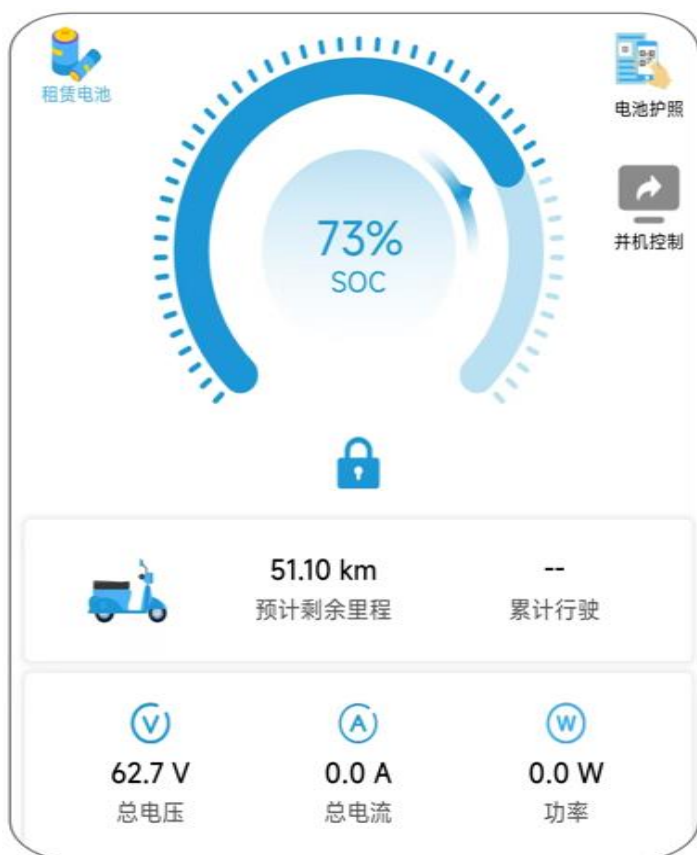 租赁电池
电池护照
并机控制
73%
SOC
51.10 km
--
预计剩余里程
累计行驶
V
A
W
62.7 V
0.0 A
0.0 W
总电压
总电流
功率